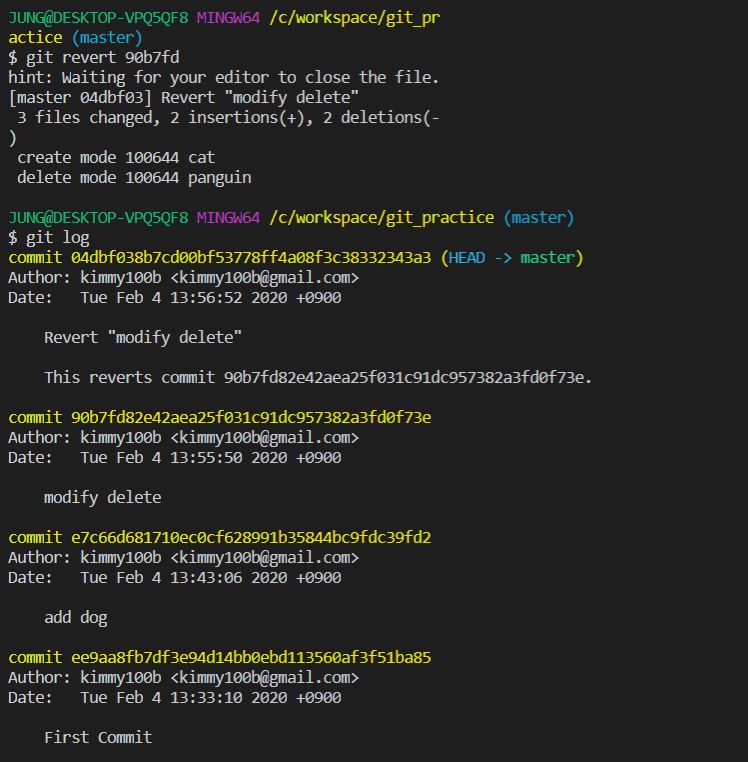 JUNG@DESKTOP-VPQ5QF8 MINGW64 /c/workspace/git_pr
actice (master)
$ git revert 90b7fd
hint: Waiting for your editor to close the file.
[master 04dbf03] Revert "modify delete"
 3 files changed, 2 insertions(+), 2 deletions(-
)
 create mode 100644 cat
 delete mode 100644 panguin

JUNG@DESKTOP-VPQ5QF8 MINGW64 /c/workspace/git_practice (master)
$ git log
commit 04dbf038b7cd00bf53778ff4a08f3c38332343a3 (HEAD -> master)
Author: kimmy100b <kimmy100b@gmail.com>
Date:   Tue Feb 4 13:56:52 2020 +0900

    Revert "modify delete"

    This reverts commit 90b7fd82e42aea25f031c91dc957382a3fd0f73e.

commit 90b7fd82e42aea25f031c91dc957382a3fd0f73e
Author: kimmy100b <kimmy100b@gmail.com>
Date:   Tue Feb 4 13:55:50 2020 +0900

    modify delete

commit e7c66d681710ec0cf628991b35844bc9fdc39fd2
Author: kimmy100b <kimmy100b@gmail.com>
Date:   Tue Feb 4 13:43:06 2020 +0900

    add dog

commit ee9aa8fb7df3e94d14bb0ebd113560af3f51ba85
Author: kimmy100b <kimmy100b@gmail.com>
Date:   Tue Feb 4 13:33:10 2020 +0900

    First Commit